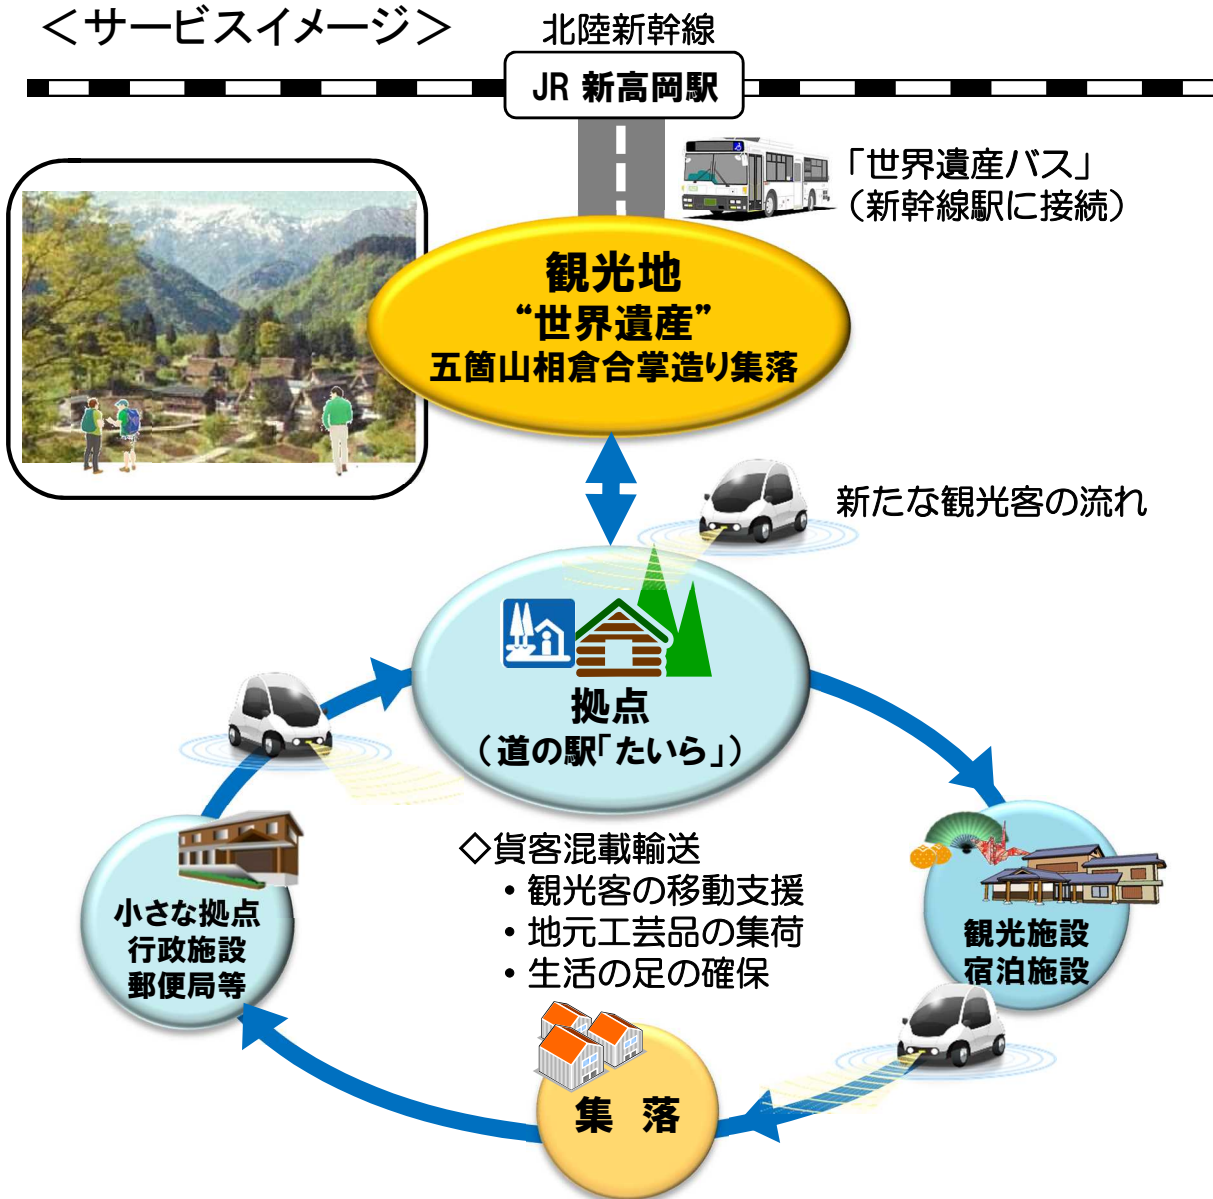 ＜サービスイメージ＞
北陸新幹線
JR 新高岡駅
「世界遺産バス」
（新幹線駅に接続）
観光地
“世界遺産”
五箇山相倉合掌造り集落
新たな観光客の流れ
拠点
（道の駅「たいら」）
◇貨客混載輸送
・観光客の移動支援
・地元工芸品の集荷
・生活の足の確保
小さな拠点
行政施設
郵便局等
観光施設
宿泊施設
集 落